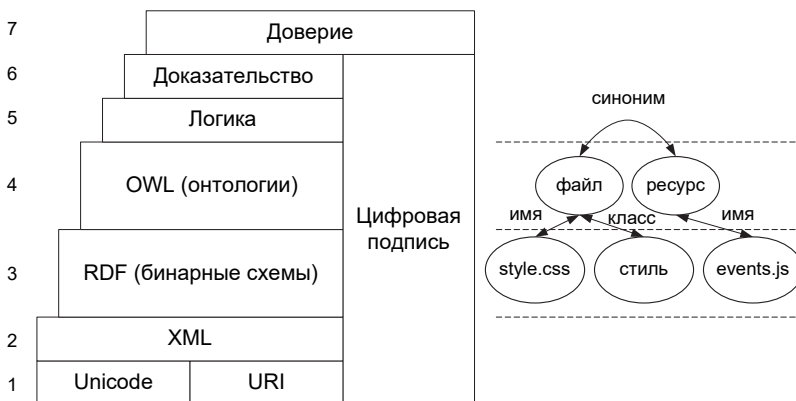 7
Доверие
6
Доказательство
5
Логика
4
OWL (онтологии)
3
RDF (бинарные схемы)
2
XML
1
Unicode
URI
Цифровая
подпись
синоним
файл
ресурс
имя
класс
имя
style.css
стиль
events.js